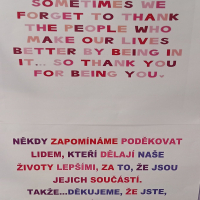 SOMETIMES WE
FORGET TO THANK
THE PEOPLE WHO
MAKE OUR LIVES
BETTER BY BEING IN
IT... SO THANK YOU
FOR BEING YOU.
NĚKDY ZAPOMÍNÁME PODĚKOVAT
LIDEM, KTEŘÍ DĚLAJÍ NAŠE
ŽIVOTY LEPŠÍMI, ZA TO, ŽE JSOU
JEJICH SOUČÁSTÍ.
TAKŽE...DĚKUJEME, ŽE JSTE,